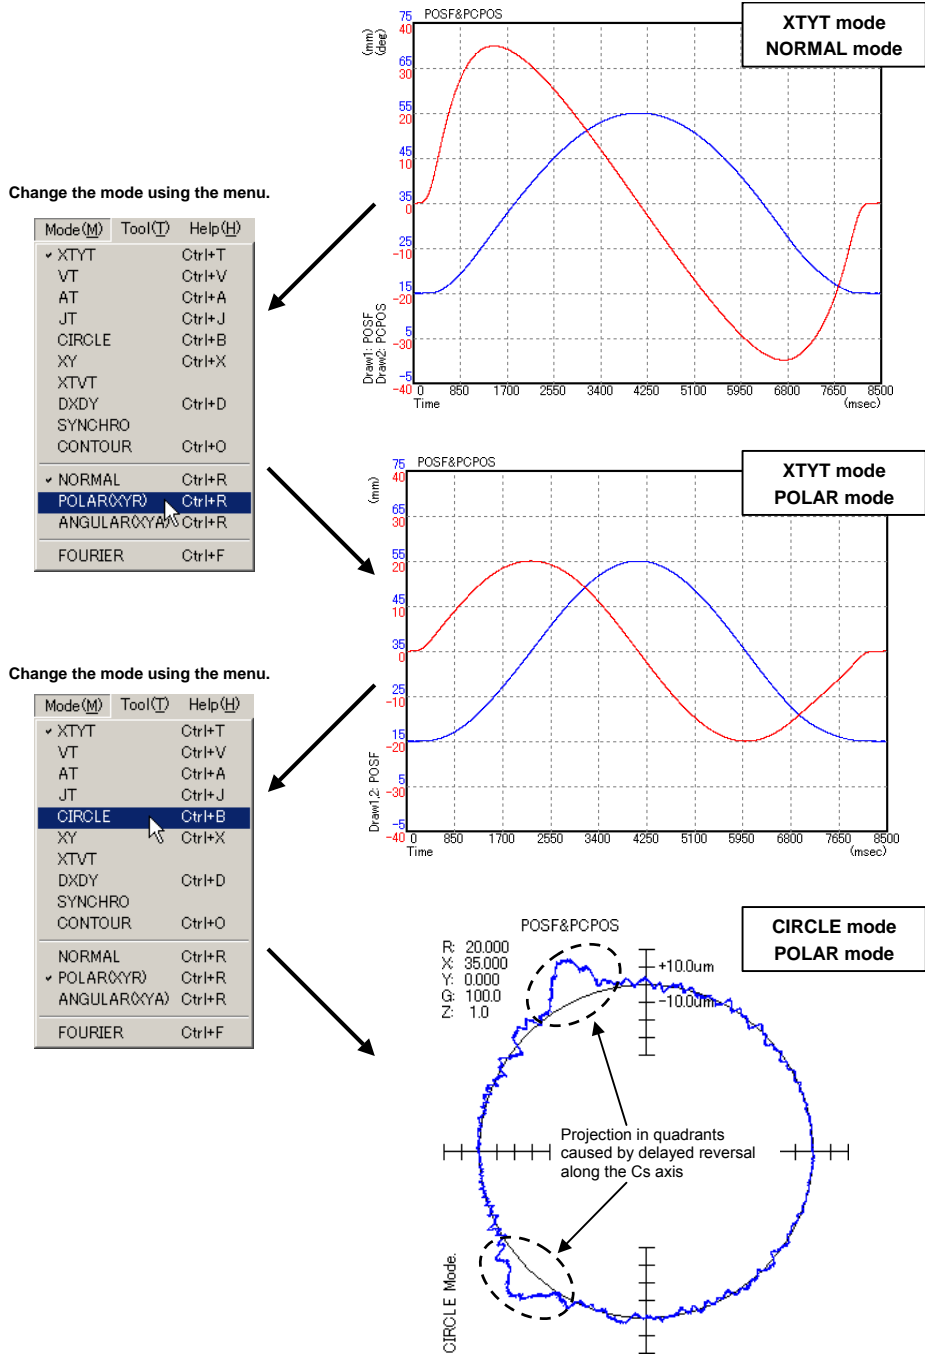 POSF&PCPOS
XTYT mode
NORMAL mode
(mm)
(deg)
75
40
65
30
55
20
45
10
35
0
25
-10
15
-20
5
-30
-5
-40
Draw1: POSF
Draw2: PCPOS
0 850 1700 2550 3400 4250 5100 5950 6800 7650 8500
Time (msec)
Change the mode using the menu.
Mode(M) Tool(T) Help(H)
XTYT Ctrl+T
VT Ctrl+V
AT Ctrl+A
JT Ctrl+J
CIRCLE Ctrl+B
XY Ctrl+X
XTVT
DXDY Ctrl+D
SYNCHRO
CONTOUR Ctrl+O
NORMAL Ctrl+R
POLAR(XYR) Ctrl+R
ANGULAR(XYA) Ctrl+R
FOURIER Ctrl+F
POSF&PCPOS
XTYT mode
POLAR mode
(mm)
75
40
65
30
55
20
45
10
35
0
25
-10
15
-20
5
-30
-5
-40
Draw1,2: POSF
0 850 1700 2550 3400 4250 5100 5950 6800 7650 8500
Time (msec)
Change the mode using the menu.
Mode(M) Tool(T) Help(H)
XTYT Ctrl+T
VT Ctrl+V
AT Ctrl+A
JT Ctrl+J
CIRCLE Ctrl+B
XY Ctrl+X
XTVT
DXDY Ctrl+D
SYNCHRO
CONTOUR Ctrl+O
NORMAL Ctrl+R
POLAR(XYR) Ctrl+R
ANGULAR(XYA) Ctrl+R
FOURIER Ctrl+F
POSF&PCPOS
CIRCLE mode
POLAR mode
R: 20.000
X: 35.000
Y: 0.000
G: 100.0
Z: 1.0
+10.0um
-10.0um
Projection in quadrants
caused by delayed reversal
along the Cs axis
CIRCLE Mode.